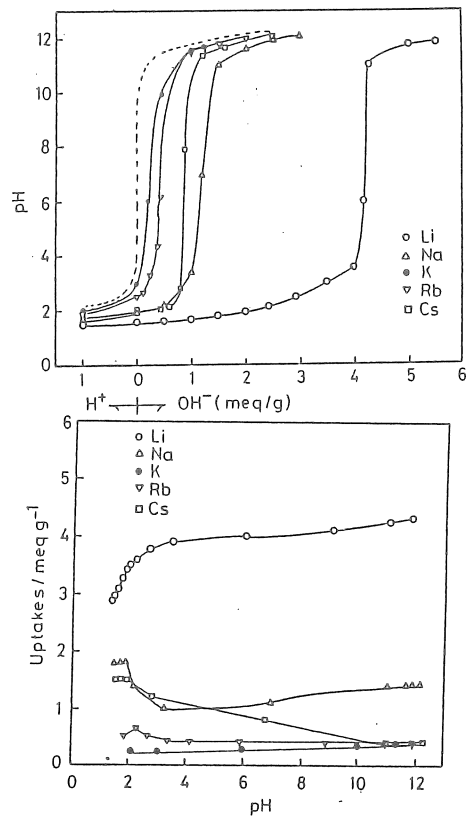 12
10
8
6
4
2
0
pH
Li
Na
K
Rb
Cs
1 0 1 2 3 4 5 6
H⁺ OH⁻ (meq/g)
6
5
4
3
2
1
0
Uptakes/meq g⁻¹
Li
Na
K
Rb
Cs
2 4 6 8 10 12
pH